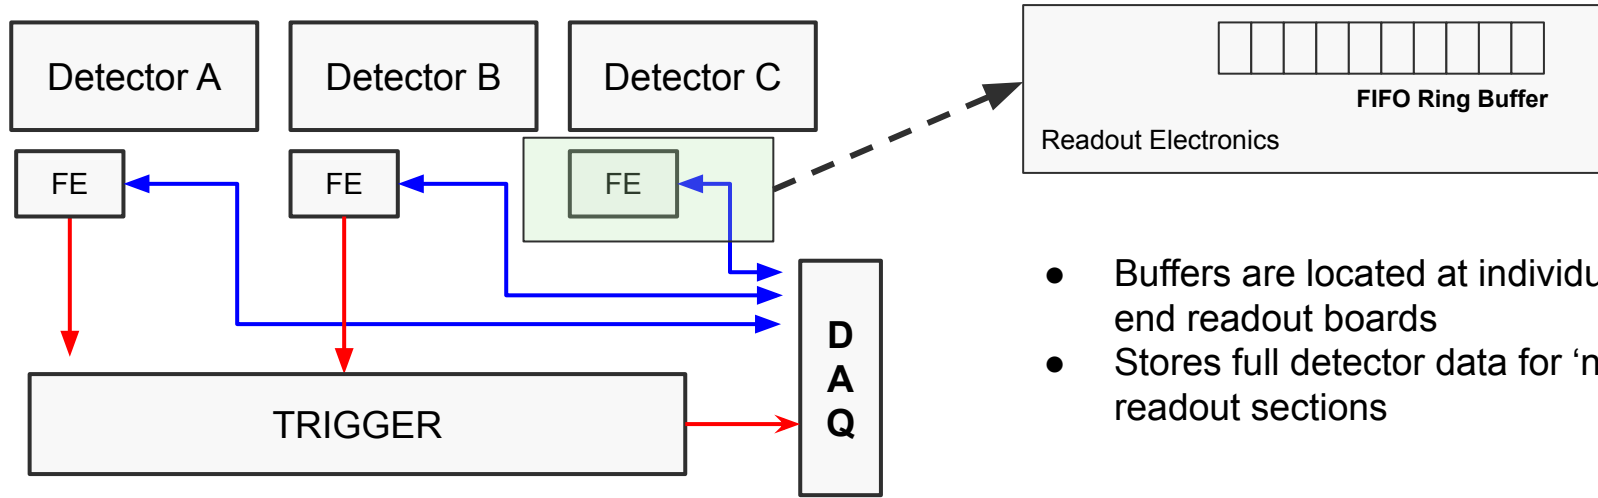 Detector A
Detector B
Detector C
FE
FE
FE
TRIGGER
D
A
Q
FIFO Ring Buffer
Readout Electronics
● Buffers are located at
end readout boards
● Stores full detector data for
readout sections